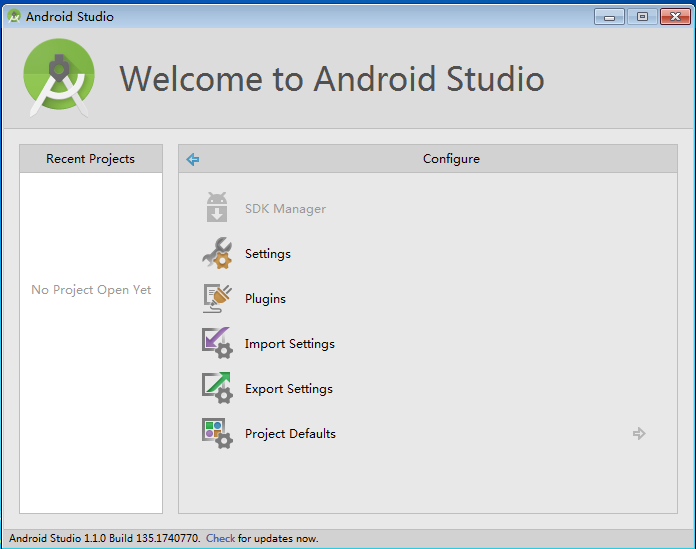 Android Studio
Welcome to Android Studio
Recent Projects
No Project Open Yet
Configure
SDK Manager
Settings
Plugins
Import Settings
Export Settings
Project Defaults
Android Studio 1.1.0 Build 135.1740770. Check for updates now.